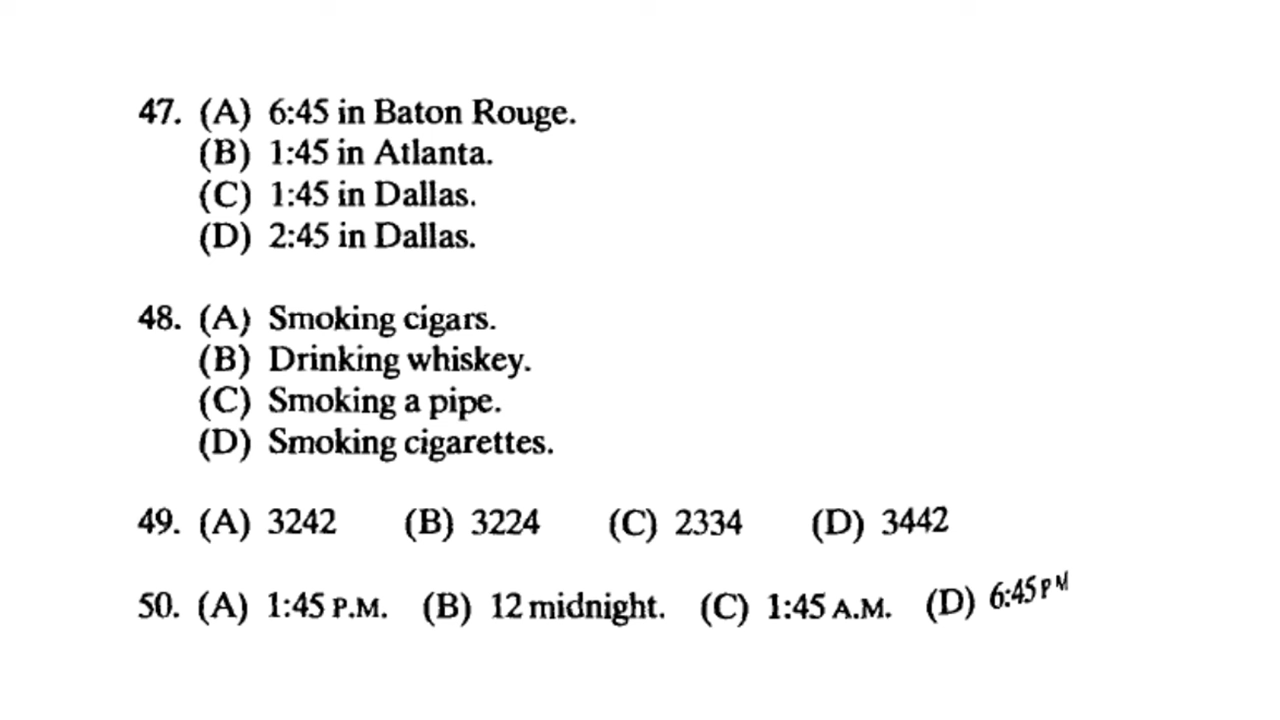 47. (A) 6:45 in Baton Rouge.
(B) 1:45 in Atlanta.
(C) 1:45 in Dallas.
(D) 2:45 in Dallas.
48. (A) Smoking cigars.
(B) Drinking whiskey.
(C) Smoking a pipe.
(D) Smoking cigarettes.
49. (A) 3242 (B) 3224 (C) 2334 (D) 3442
50. (A) 1:45 P.M. (B) 12 midnight. (C) 1:45 A.M. (D) 6:45 PM